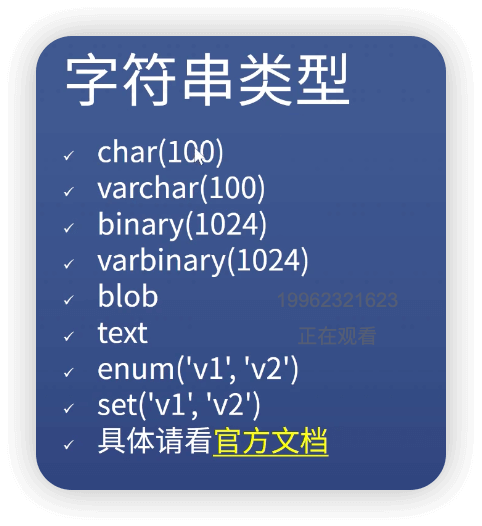 字符串类型
✓ char(100)
✓ varchar(100)
✓ binary(1024)
✓ varbinary(1024)
✓ blob
19962321623
✓ text
正在观看
✓ enum('v1', 'v2')
✓ set('v1', 'v2')
✓ 具体请看官方文档